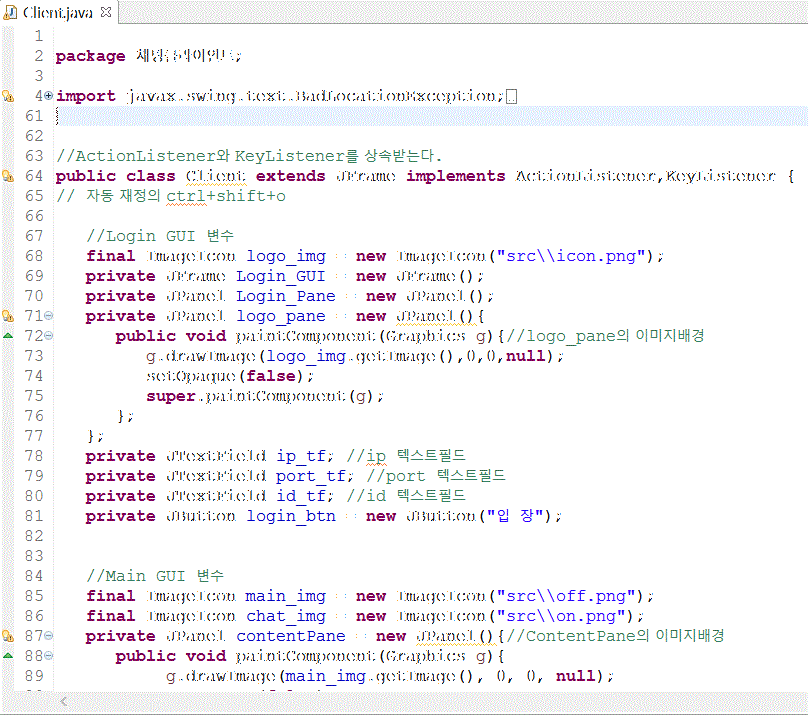 Client.java
1
2 package 채팅클라이언트;
3
4 import javax.swing.text.BadLocationException;
61
62
63 //ActionListener와 KeyListener를 상속받는다.
64 public class Client extends JFrame implements ActionListener,KeyListener {
65 // 자동 재정의 ctrl+shift+o
66
67 //Login GUI 변수
68 final ImageIcon logo_img = new ImageIcon("src\\icon.png");
69 private JFrame Login_GUI = new JFrame();
70 private JPanel Login_Pane = new JPanel();
71 private JPanel logo_pane = new JPanel(){
72 public void paintComponent(Graphics g){//logo_pane의 이미지배경
73 g.drawImage(logo_img.getImage(),0,0,null);
74 setOpaque(false);
75 super.paintComponent(g);
76 };
77 };
78 private JTextField ip_tf; //ip 텍스트필드
79 private JTextField port_tf; //port 텍스트필드
80 private JTextField id_tf; //id 텍스트필드
81 private JButton login_btn = new JButton("입 장");
82
83
84 //Main GUI 변수
85 final ImageIcon main_img = new ImageIcon("src\\off.png");
86 final ImageIcon chat_img = new ImageIcon("src\\on.png");
87 private JPanel contentPane = new JPanel(){//ContentPane의 이미지배경
88 public void paintComponent(Graphics g){
89 g.drawImage(main_img.getImage(), 0, 0, null);